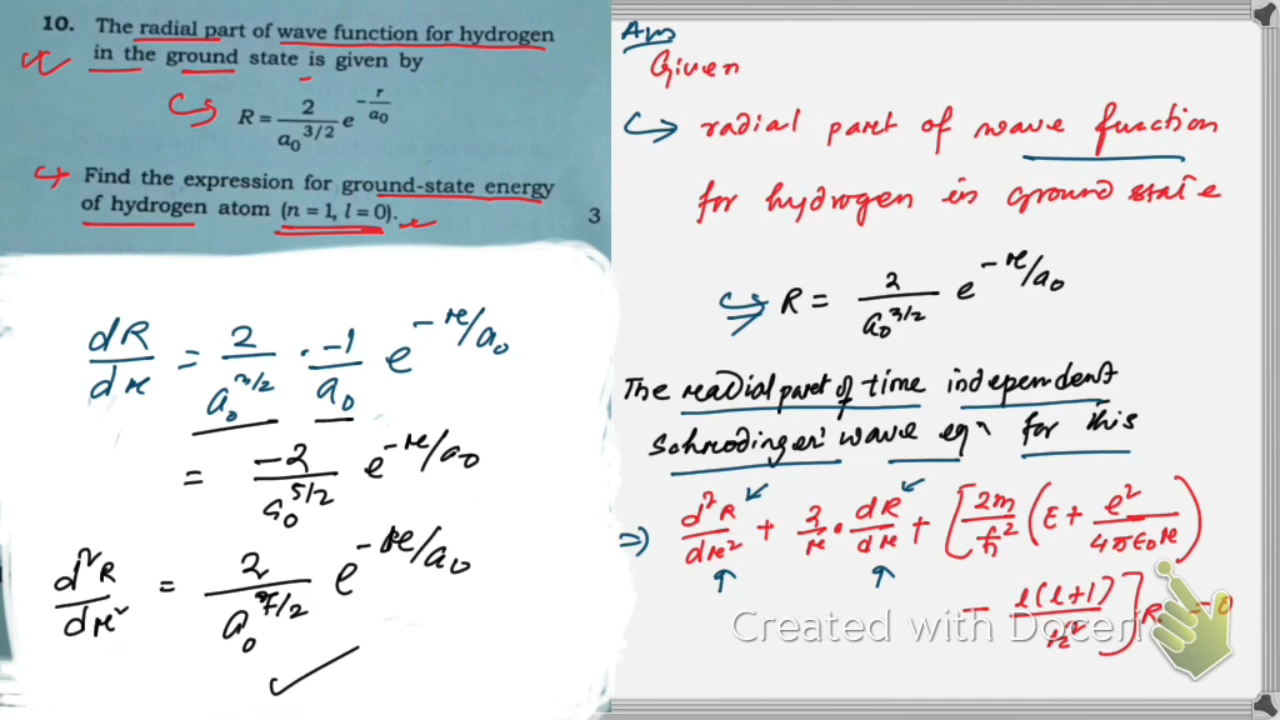 10. The radial part of wave function for hydrogen
in the ground state is given by
R = 2/a₀^3/2 e^-r/a₀
Find the expression for ground-state energy
of hydrogen atom (n = 1, l = 0).
3
dR/dr = 2/a₀^3/2 · -1/a₀ e^-r/a₀
= -2/a₀^5/2 e^-r/a₀
d²R/dr² = 2/a₀^7/2 e^-r/a₀
Ans
Given
radial part of wave function
for hydrogen in ground state
R = 2/a₀^3/2 e^-r/a₀
The radial part of time independent
Schrodinger's wave eqn for this
⇒ d²R/dr² + 2/r · dR/dr + [2m/ħ² (E + e²/4πε₀r)
- l(l+1)/r²] R = 0
Created with Doceri